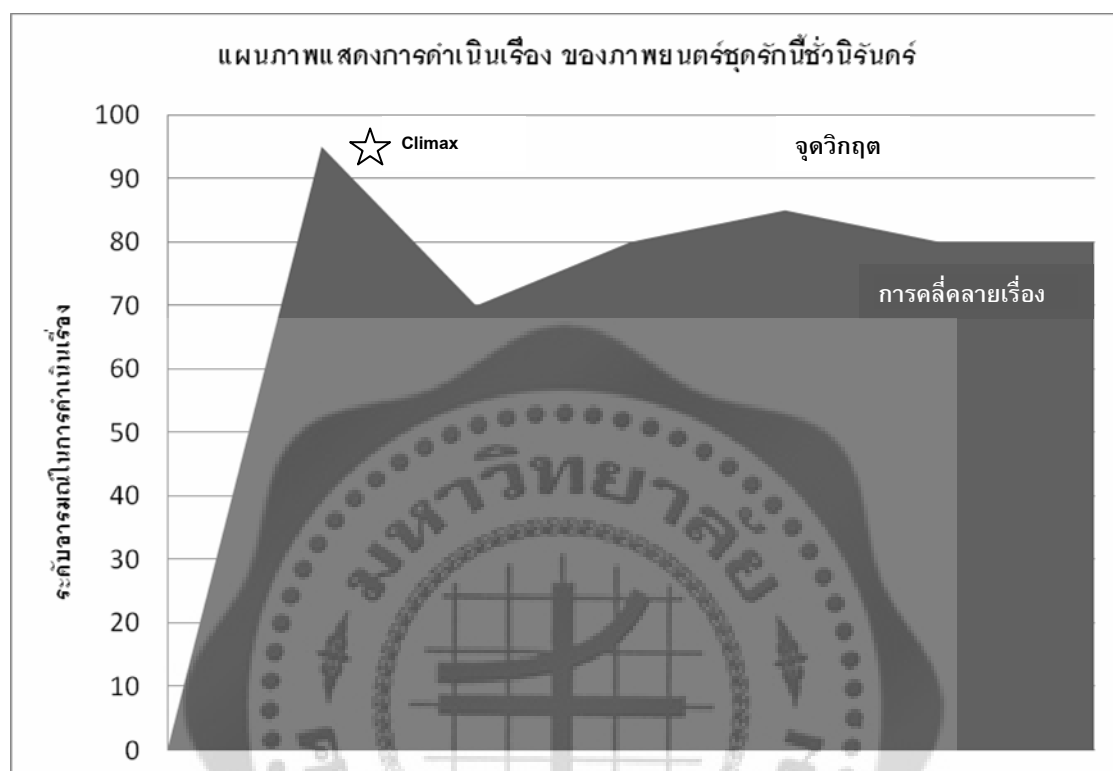 แผนภาพแสดงการดำเนินเรื่อง ของภาพยนตร์ชุดรักนี้ชั่วนิรันดร์
100
Climax
จุดวิกฤต
90
80
การคลี่คลายเรื่อง
70
60
50
40
30
20
10
0
ระดับอารมณ์ในการดำเนินเรื่อง
มหาวิทยาลัย